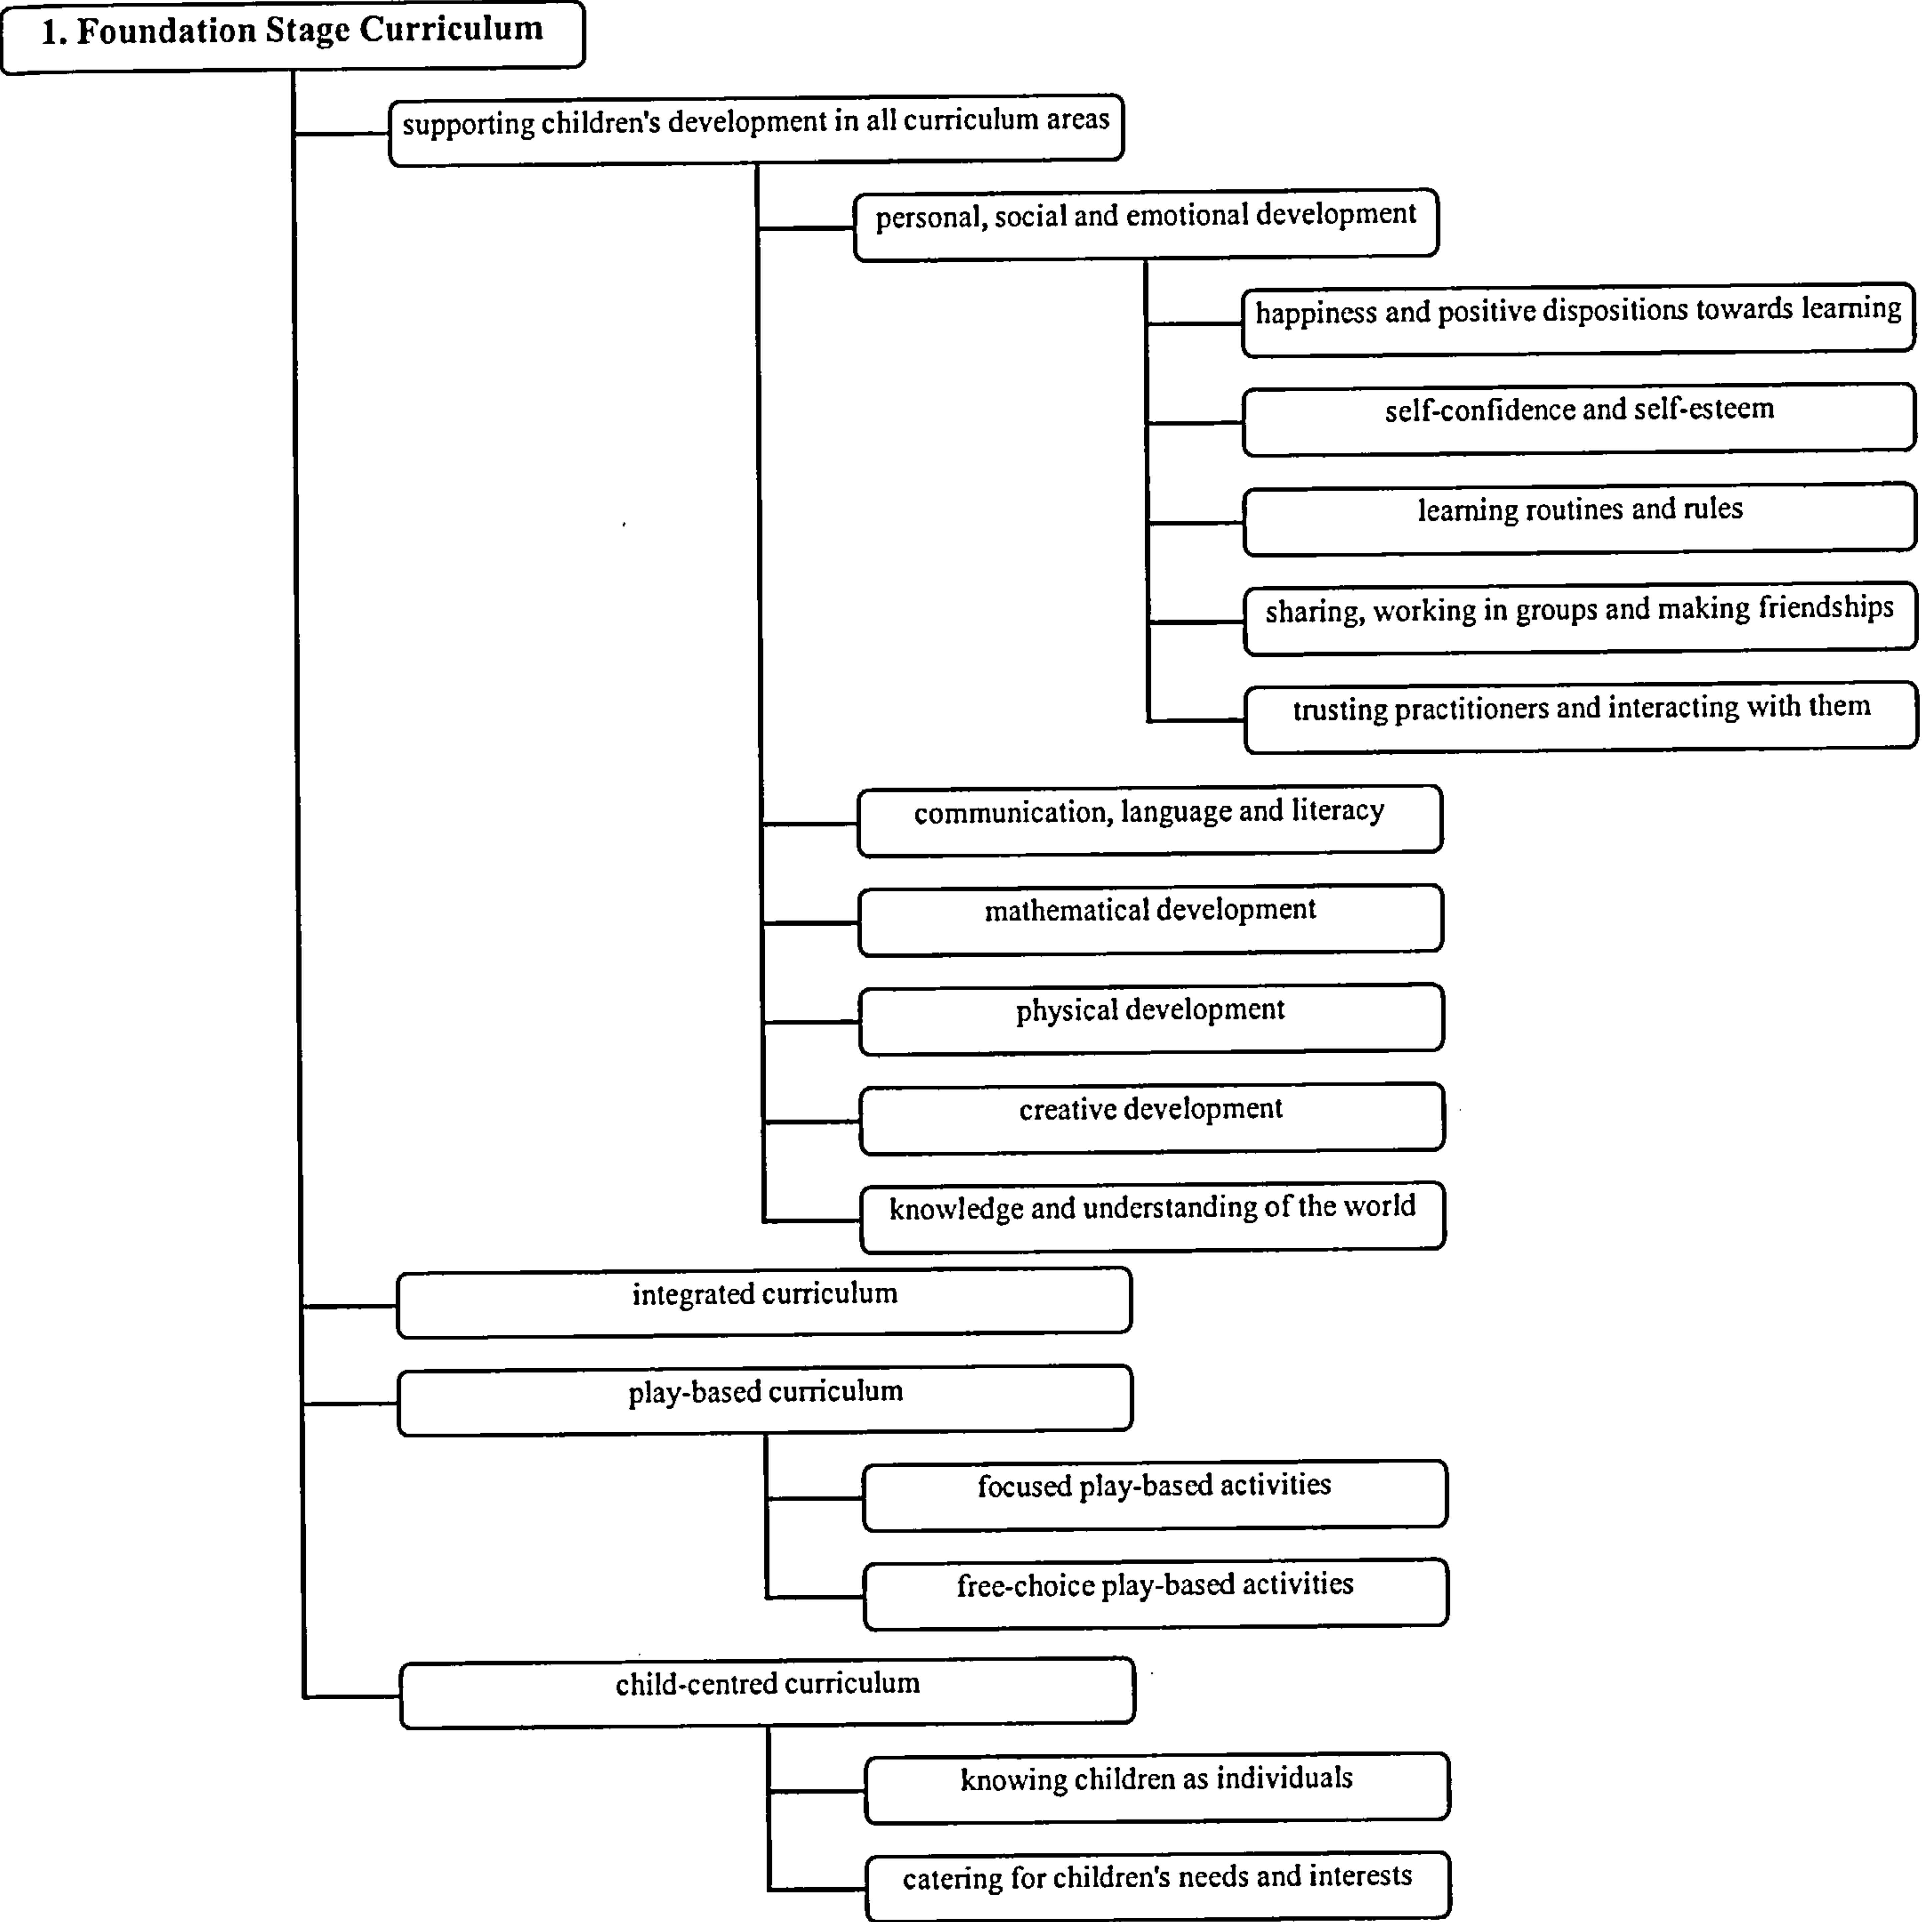 1. Foundation Stage Curriculum
supporting children's development in all curriculum areas
personal, social and emotional development
happiness and positive dispositions towards learning
self-confidence and self-esteem
learning routines and rules
sharing, working in groups and making friendships
trusting practitioners and interacting with them
communication, language and literacy
mathematical development
physical development
creative development
knowledge and understanding of the world
integrated curriculum
play-based curriculum
focused play-based activities
free-choice play-based activities
child-centred curriculum
knowing children as individuals
catering for children's needs and interests